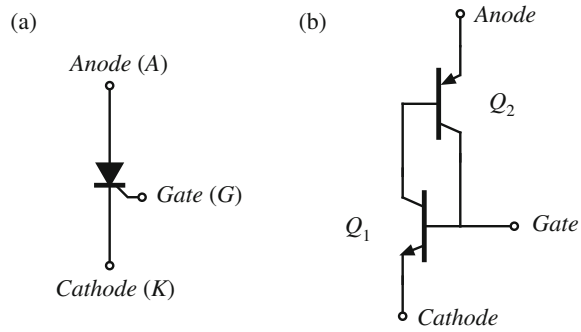 (a)
Anode (A)
Gate (G)
Cathode (K)
(b)
Anode
Q2
Q1
Gate
Cathode